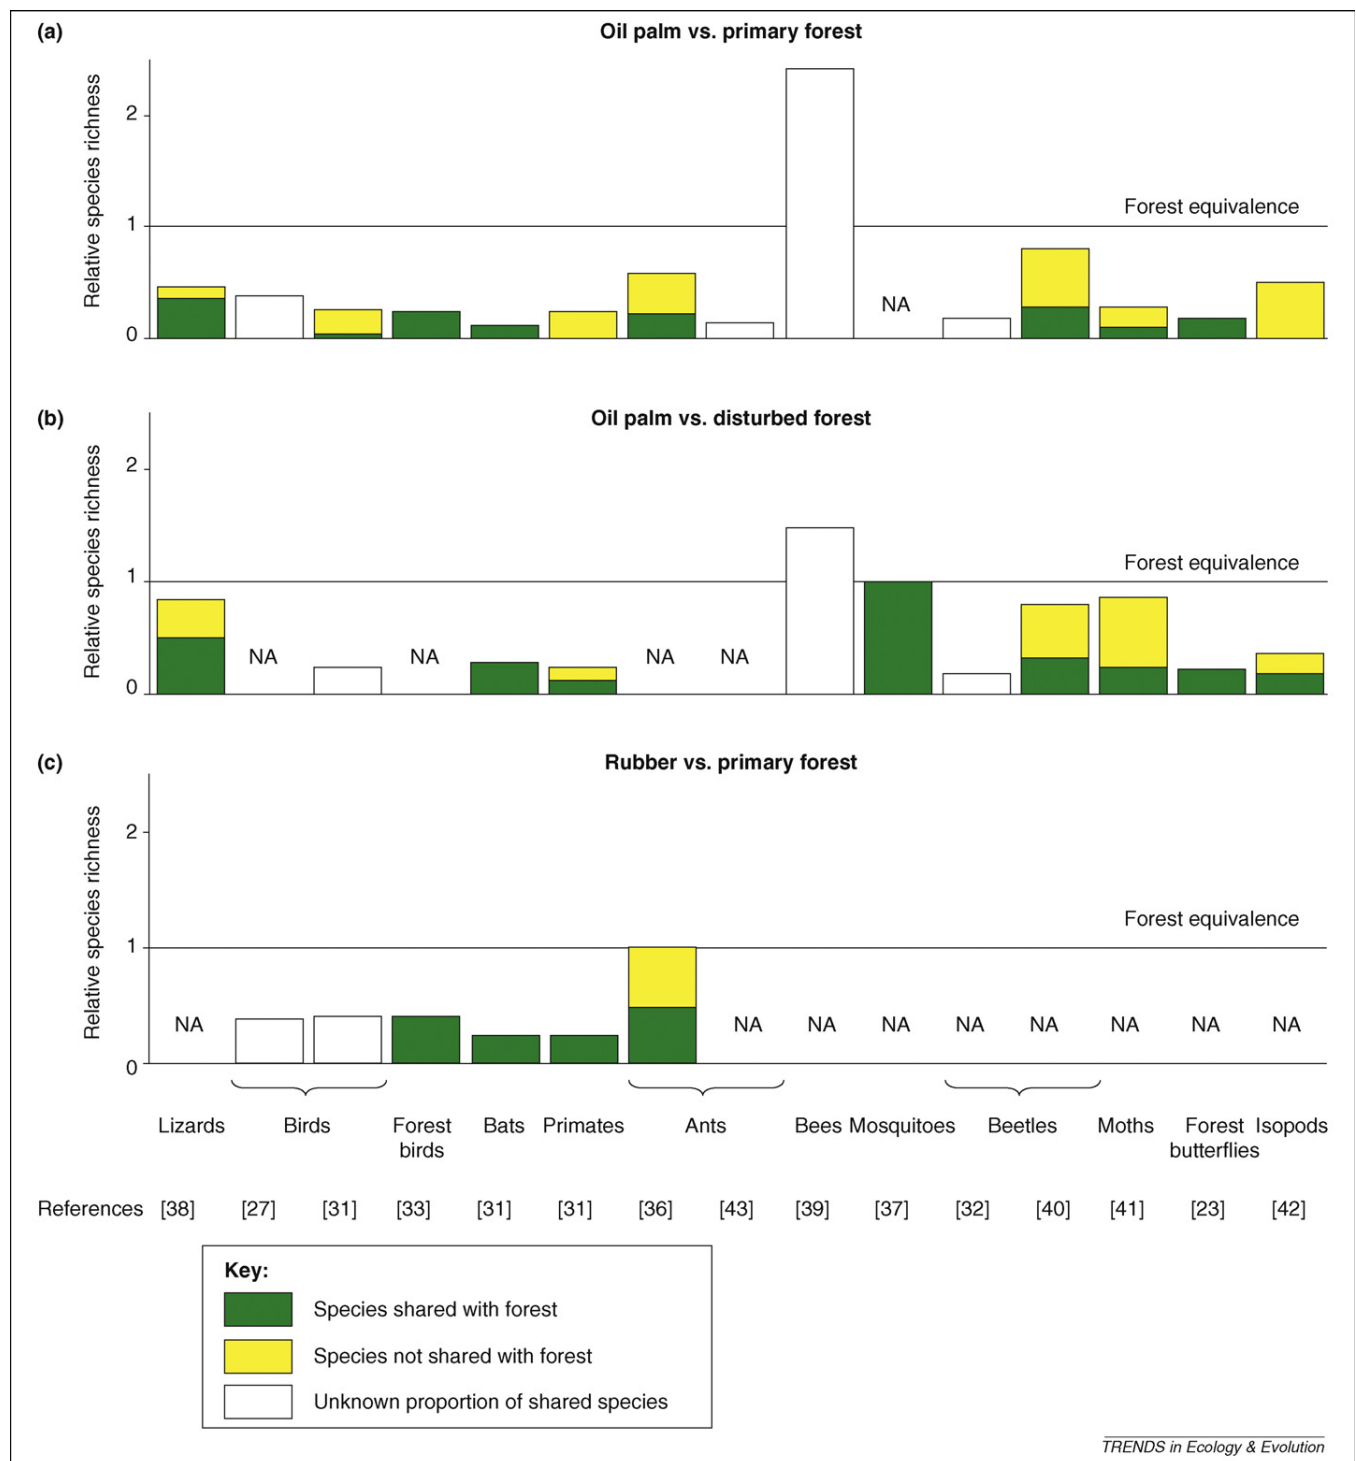 (a)
Oil palm vs. primary forest
Relative species richness
2
1
0
Forest equivalence
NA
(b)
Oil palm vs. disturbed forest
Relative species richness
2
1
0
Forest equivalence
NA NA NA NA
(c)
Rubber vs. primary forest
Relative species richness
2
1
0
Forest equivalence
NA NA NA NA NA NA NA NA NA
Lizards Birds Forest birds Bats Primates Ants Bees Mosquitoes Beetles Moths Forest butterflies Isopods
References [38] [27] [31] [33] [31] [31] [36] [43] [39] [37] [32] [40] [41] [23] [42]
Key:
Species shared with forest
Species not shared with forest
Unknown proportion of shared species
TRENDS in Ecology & Evolution